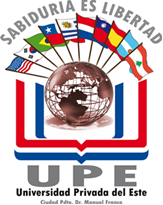 SABIDURIA ES LIBERTAD
UPE
Universidad Privada del Este
Ciudad Pdte. Dr. Manuel Franco